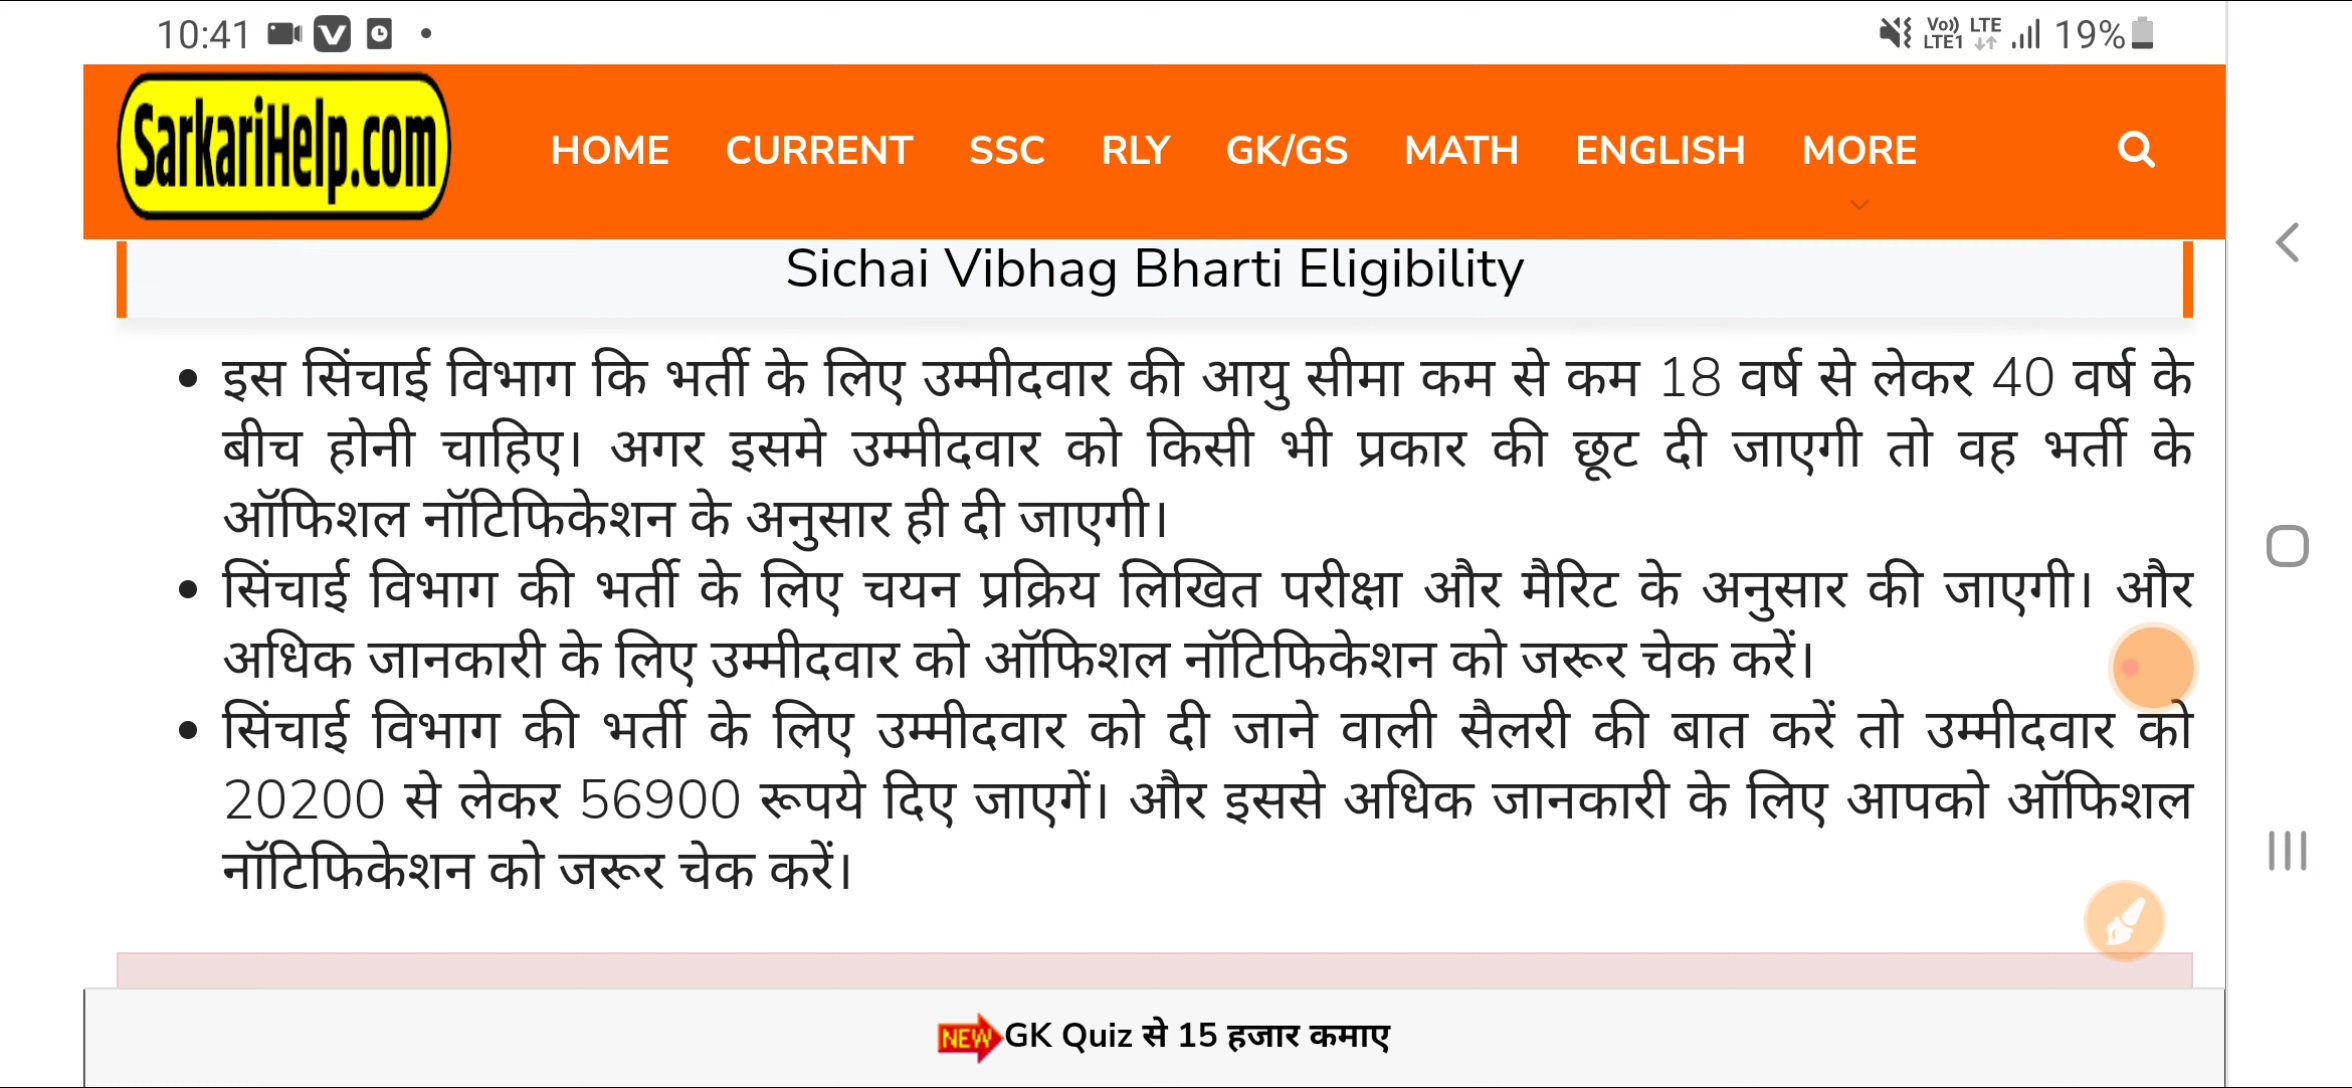 10:41
Vo)) LTE
LTE1
19%
SarkariHelp.com
HOME CURRENT SSC RLY GK/GS MATH ENGLISH MORE
Sichai Vibhag Bharti Eligibility
• इस सिंचाई विभाग कि भर्ती के लिए उम्मीदवार की आयु सीमा कम से कम 18 वर्ष से लेकर 40 वर्ष के
बीच होनी चाहिए। अगर इसमे उम्मीदवार को किसी भी प्रकार की छूट दी जाएगी तो वह भर्ती के
ऑफिशल नॉटिफिकेशन के अनुसार ही दी जाएगी।
• सिंचाई विभाग की भर्ती के लिए चयन प्रक्रिय लिखित परीक्षा और मैरिट के अनुसार की जाएगी। और
अधिक जानकारी के लिए उम्मीदवार को ऑफिशल नॉटिफिकेशन को जरूर चेक करें।
• सिंचाई विभाग की भर्ती के लिए उम्मीदवार को दी जाने वाली सैलरी की बात करें तो उम्मीदवार को
20200 से लेकर 56900 रूपये दिए जाएगें। और इससे अधिक जानकारी के लिए आपको ऑफिशल
नॉटिफिकेशन को जरूर चेक करें।
NEW GK Quiz से 15 हजार कमाए